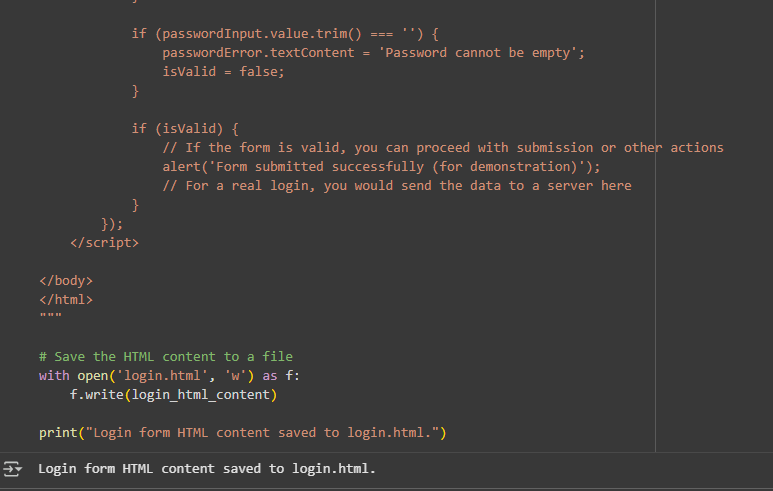 }
if (passwordInput.value.trim() === '') {
passwordError.textContent = 'Password cannot be empty';
isValid = false;
}
if (isValid) {
// If the form is valid, you can proceed with submission or other actions
alert('Form submitted successfully (for demonstration)');
// For a real login, you would send the data to a server here
}
});
</script>
</body>
</html>
"""
# Save the HTML content to a file
with open('login.html', 'w') as f:
f.write(login_html_content)
print("Login form HTML content saved to login.html.")
Login form HTML content saved to login.html.